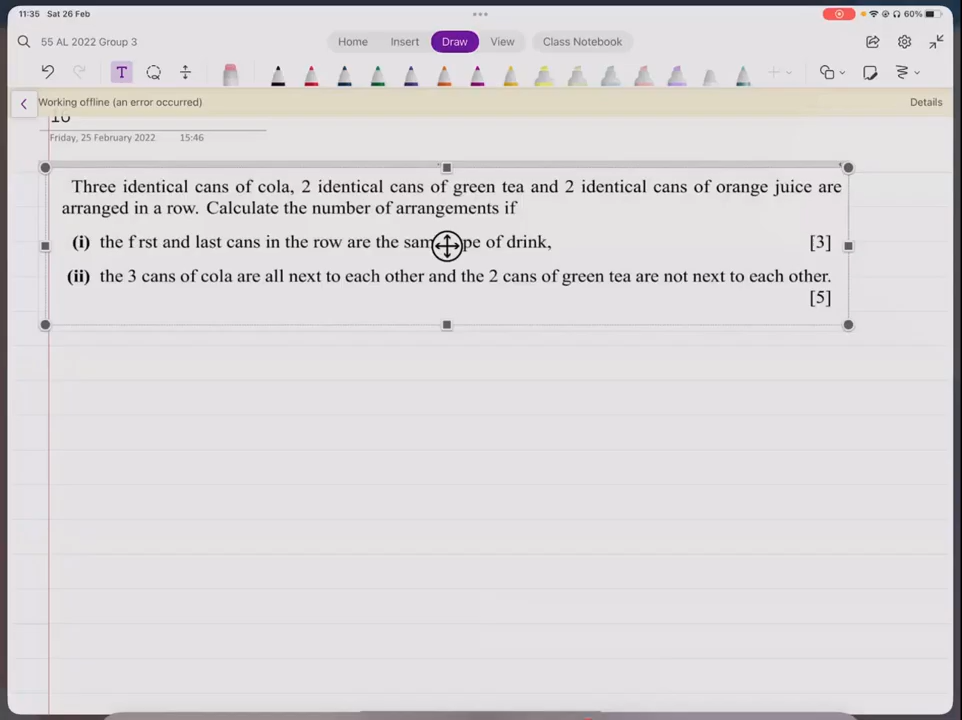 11:35 Sat 26 Feb
60%
55 AL 2022 Group 3
Home Insert Draw View Class Notebook
T
Working offline (an error occurred) Details
Friday, 25 February 2022 15:46
Three identical cans of cola, 2 identical cans of green tea and 2 identical cans of orange juice are
arranged in a row. Calculate the number of arrangements if
(i) the f rst and last cans in the row are the sam pe of drink, [3]
(ii) the 3 cans of cola are all next to each other and the 2 cans of green tea are not next to each other.
[5]